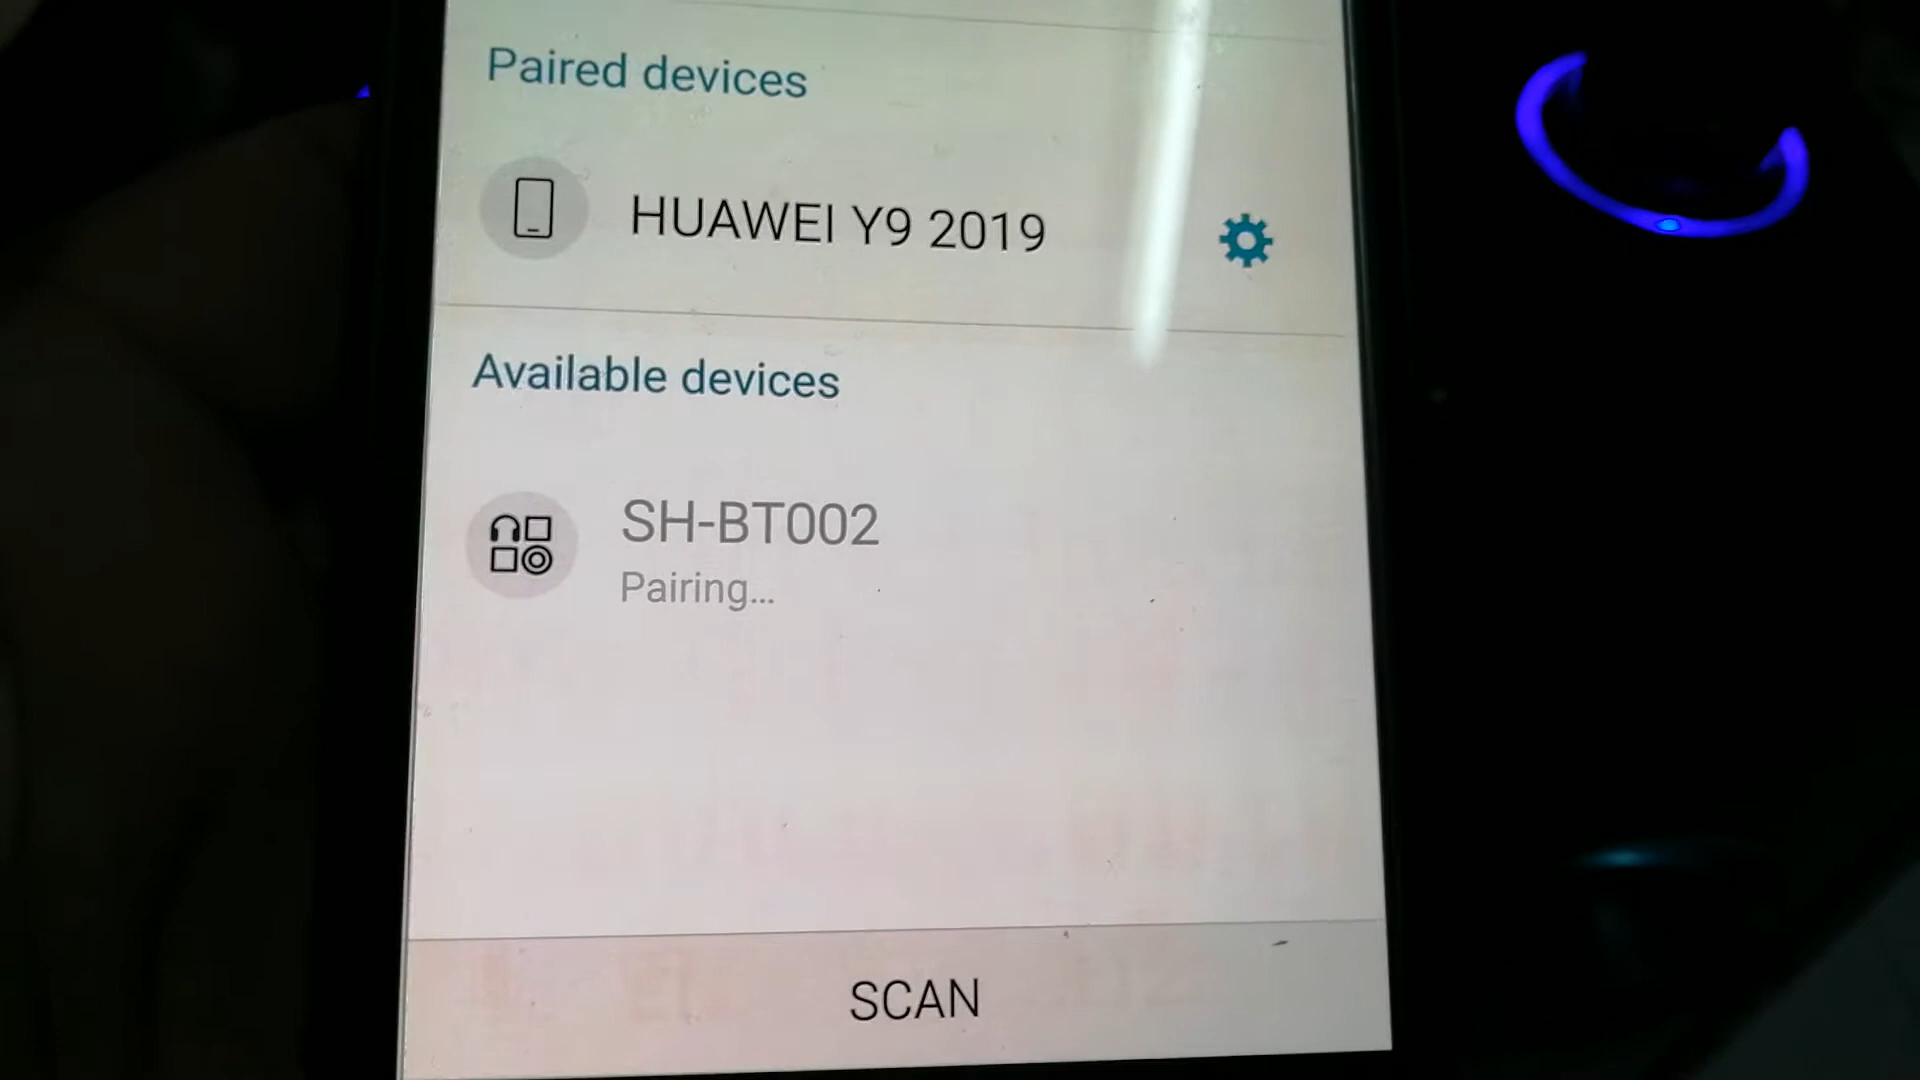 Paired devices
HUAWEI Y9 2019
Available devices
SH-BT002
Pairing...
SCAN